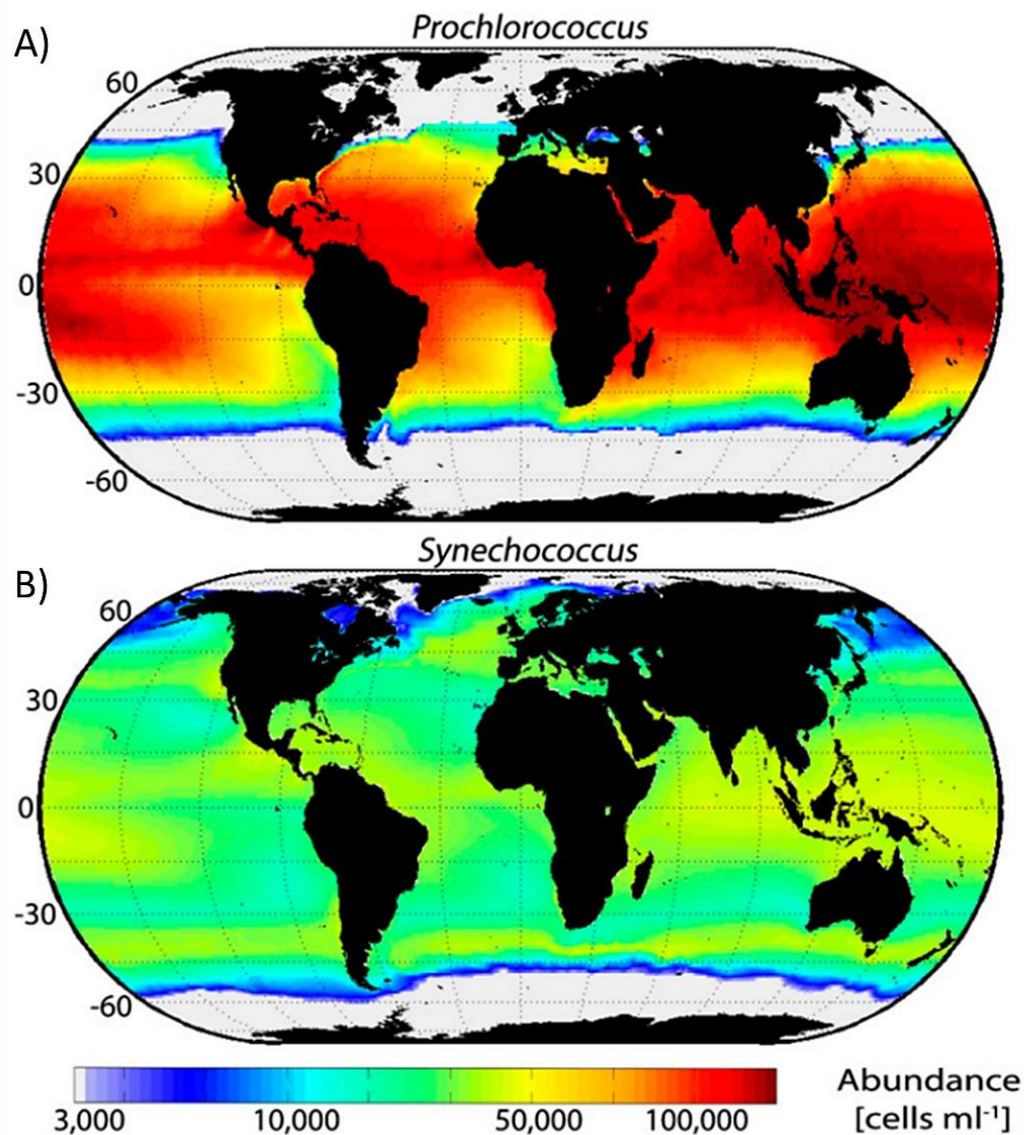 A)
Prochlorococcus
60
30
0
-30
-60
B)
Synechococcus
60
30
0
-30
-60
3,000 10,000 50,000 100,000
Abundance
[cells ml⁻¹]